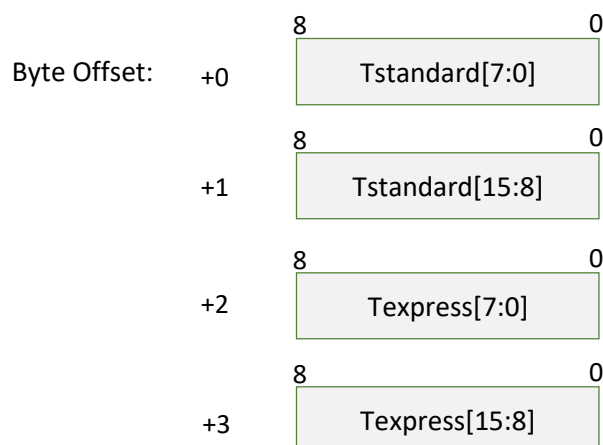 8 0
Byte Offset: +0 Tstandard[7:0]
8 0
+1 Tstandard[15:8]
8 0
+2 Texpress[7:0]
8 0
+3 Texpress[15:8]